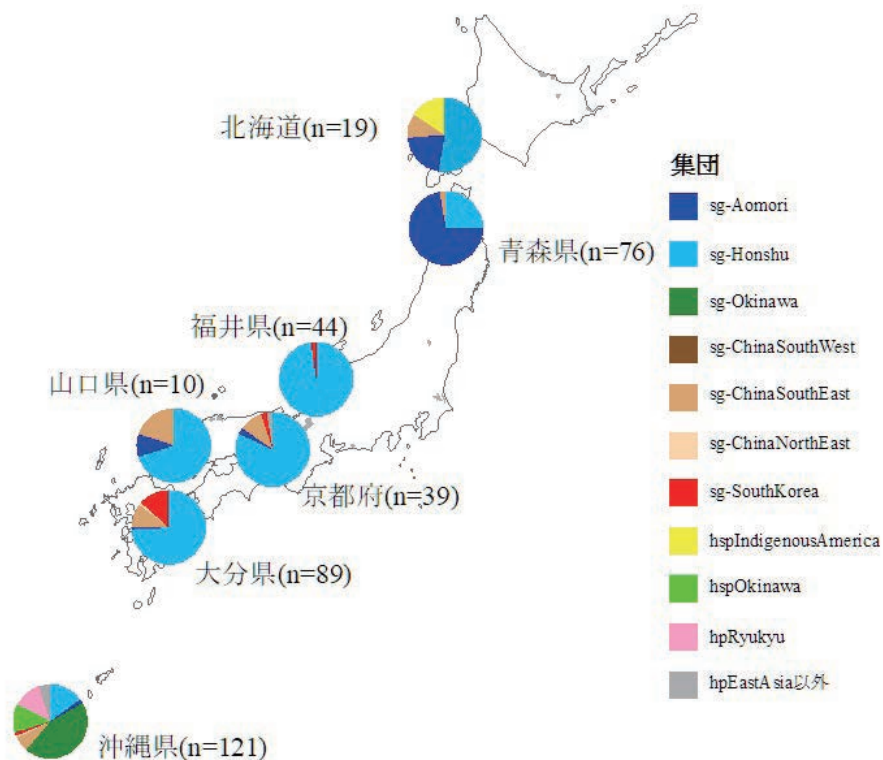 北海道(n=19)
青森県(n=76)
福井県(n=44)
山口県(n=10)
京都府(n=39)
大分県(n=89)
沖縄県(n=121)
集団
sg-Aomori
sg-Honshu
sg-Okinawa
sg-ChinaSouthWest
sg-ChinaSouthEast
sg-ChinaNorthEast
sg-SouthKorea
hspIndigenousAmerica
hspOkinawa
hpRyukyu
hpEastAsia以外